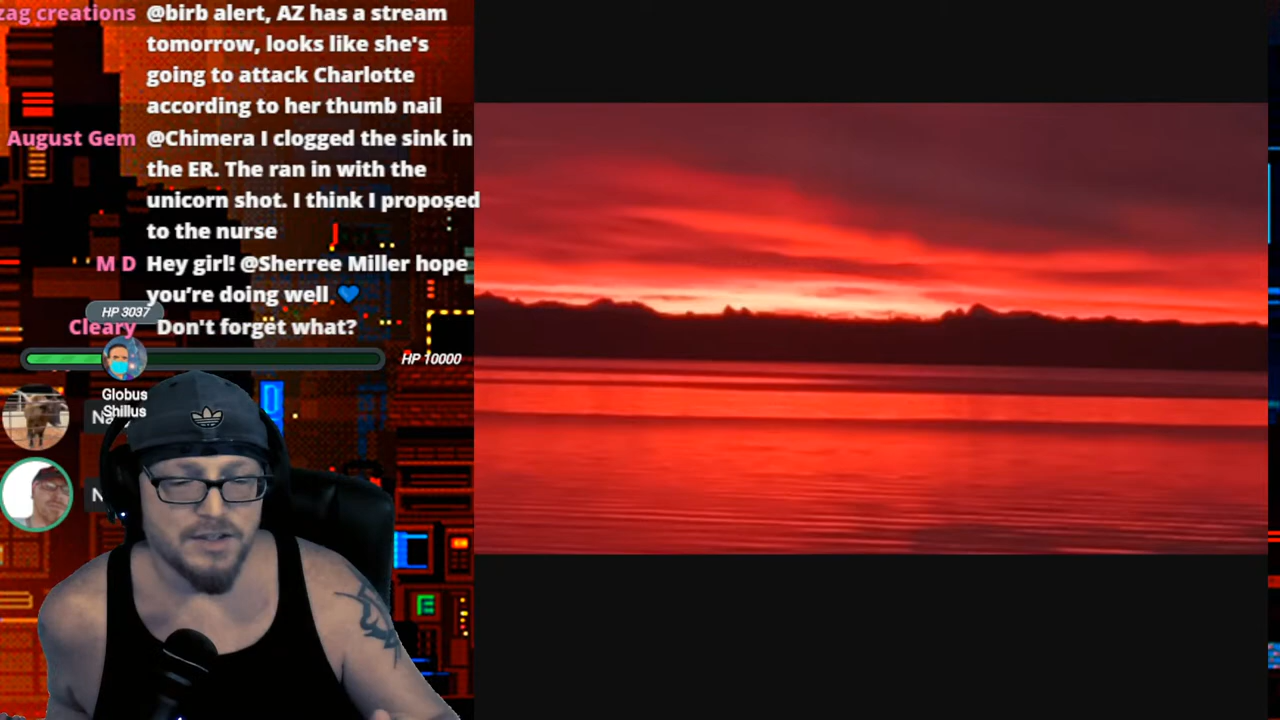 zag creations @birb alert, AZ has a stream
tomorrow, looks like she's
going to attack Charlotte
according to her thumb nail
August Gem @Chimera I clogged the sink in
the ER. The ran in with the
unicorn shot. I think I proposed
to the nurse
M D Hey girl! @Sherree Miller hope
you're doing well 💙
HP 3037
Cleary Don't forget what?
HP 10000
Globus
Shillus